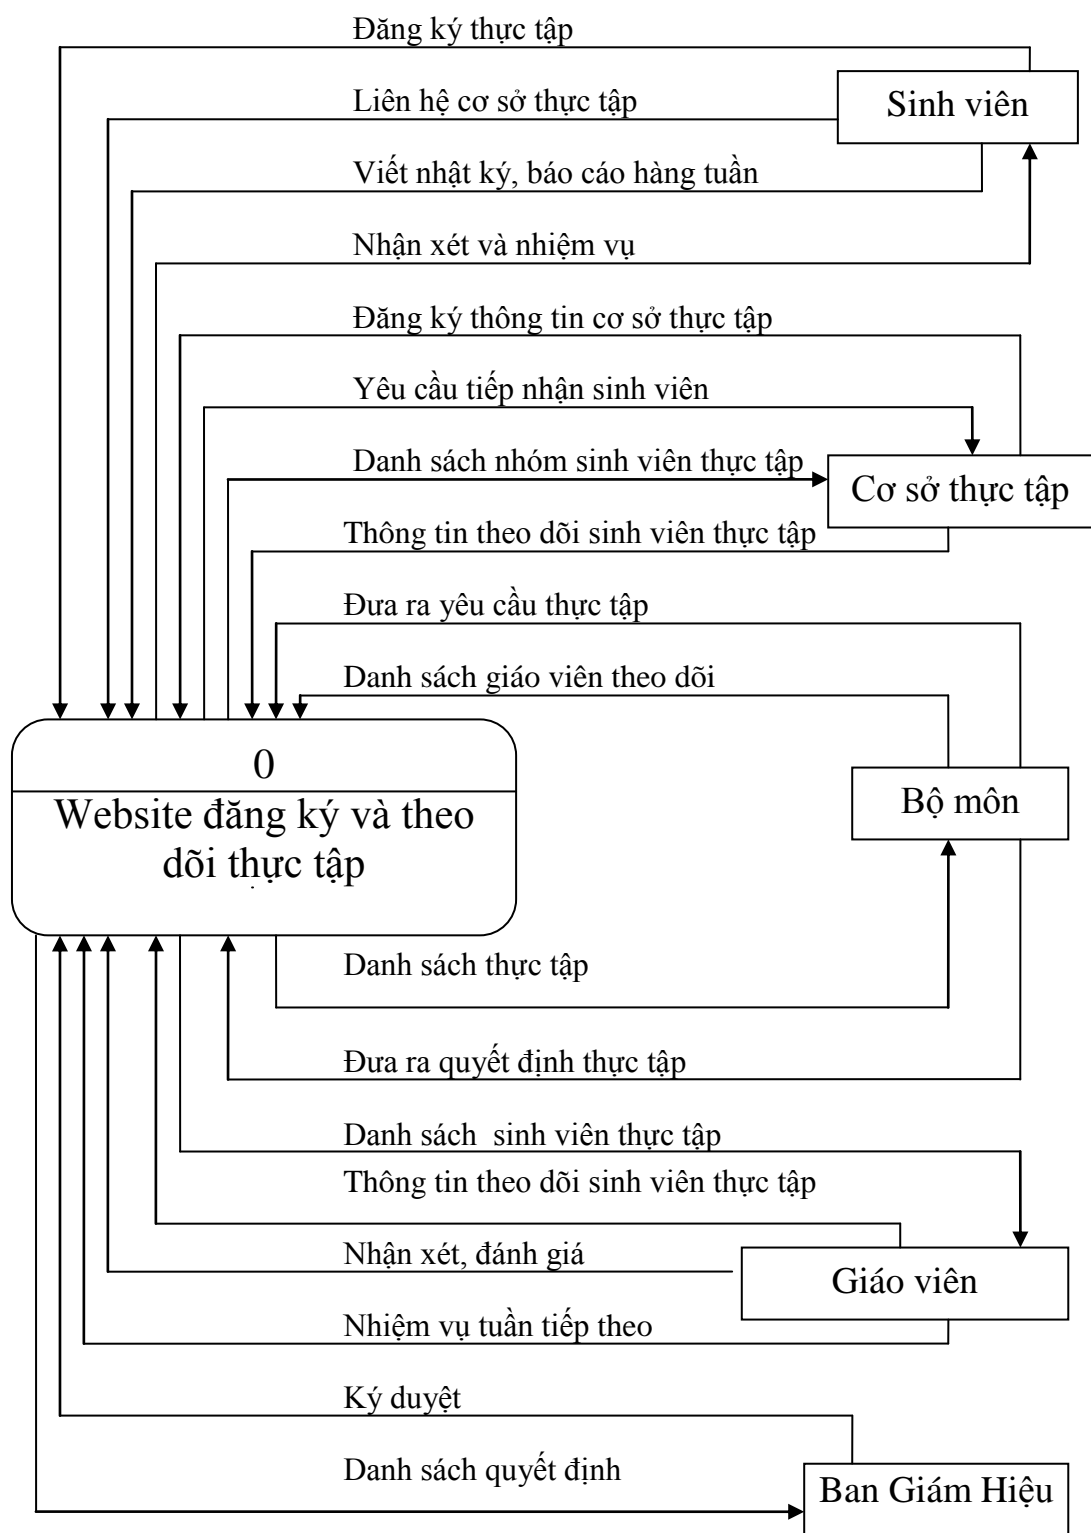 Đăng ký thực tập
Liên hệ cơ sở thực tập
Sinh viên
Viết nhật ký, báo cáo hàng tuần
Nhận xét và nhiệm vụ
Đăng ký thông tin cơ sở thực tập
Yêu cầu tiếp nhận sinh viên
Danh sách nhóm sinh viên thực tập
Cơ sở thực tập
Thông tin theo dõi sinh viên thực tập
Đưa ra yêu cầu thực tập
Danh sách giáo viên theo dõi
0
Website đăng ký và theo
dõi thực tập
Bộ môn
Danh sách thực tập
Đưa ra quyết định thực tập
Danh sách sinh viên thực tập
Thông tin theo dõi sinh viên thực tập
Nhận xét, đánh giá
Giáo viên
Nhiệm vụ tuần tiếp theo
Ký duyệt
Danh sách quyết định
Ban Giám Hiệu